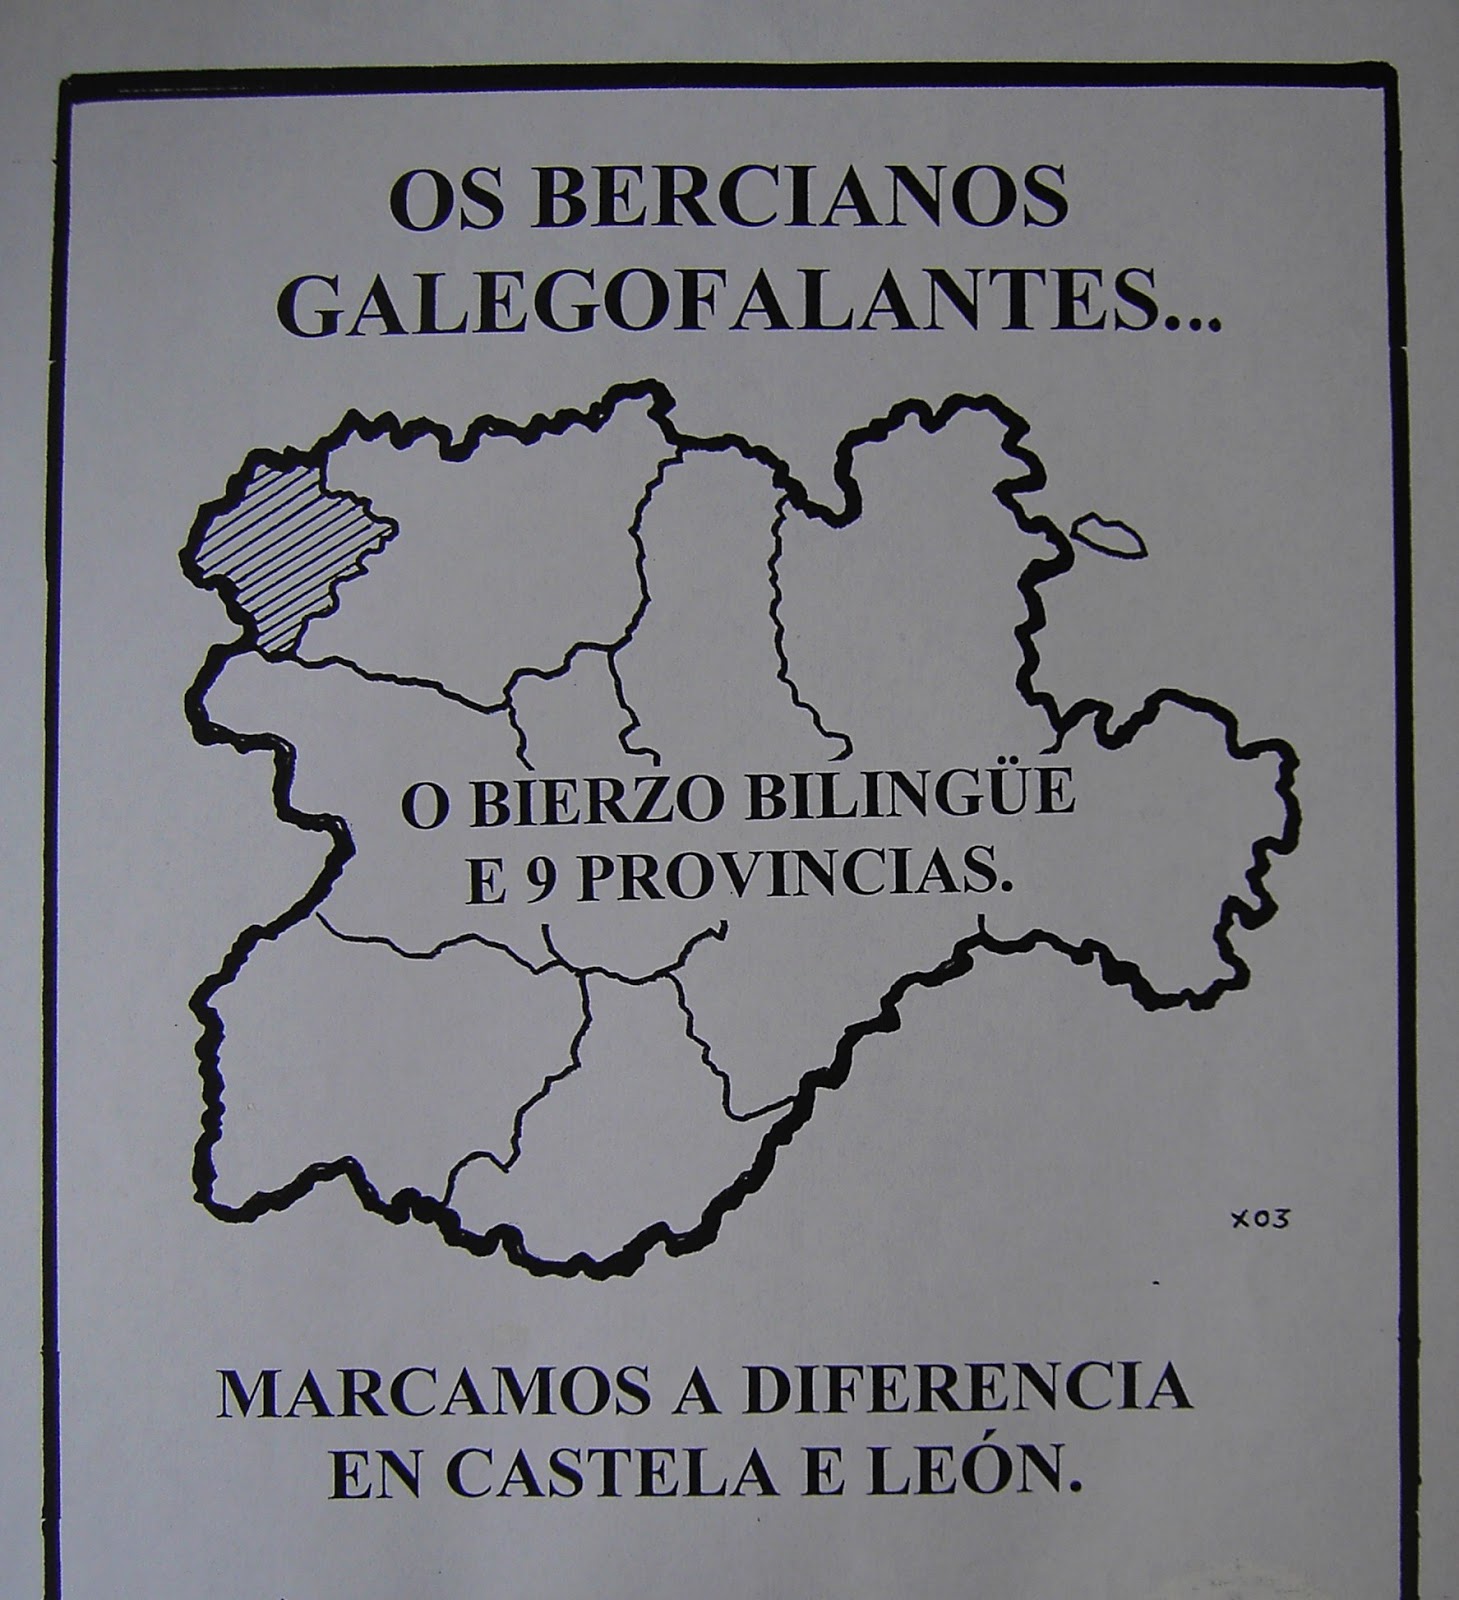 OS BERCIANOS
GALEGOFALANTES...
O BIERZO BILINGÜE
E 9 PROVINCIAS.
X03
MARCAMOS A DIFERENCIA
EN CASTELA E LEÓN.